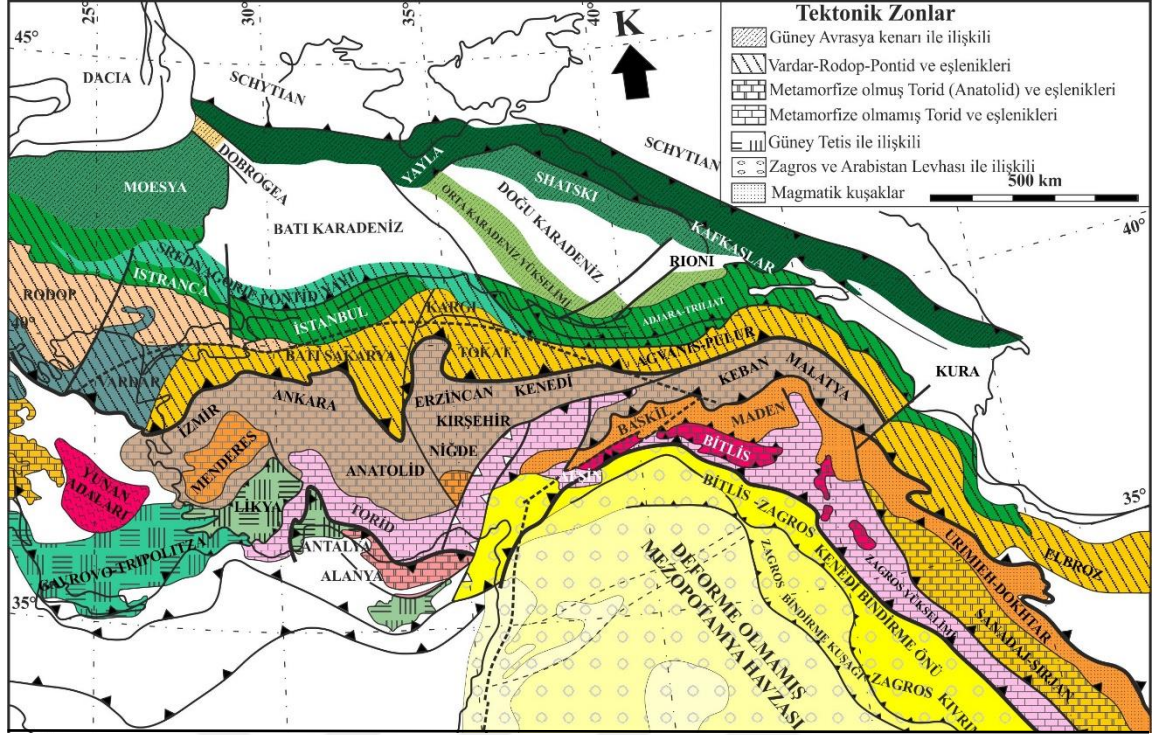 25°
30°
35°
40°
45°
K
Tektonik Zonlar
Güney Avrasya kenarı ile ilişkili
Vardar-Rodop-Pontid ve eşlenikleri
Metamorfize olmuş Torid (Anatolid) ve eşlenikleri
Metamorfize olmamış Torid ve eşlenikleri
Güney Tetis ile ilişkili
Zagros ve Arabistan Levhası ile ilişkili
Magmatik kuşaklar
500 km
DACIA
SCHYTIAN
SCHYTIAN
DOBROGEA
MOESYA
YAYLA
SHATSKI
KAFKASLAR
40°
BATI KARADENİZ
ORTA KARADENİZ YÜKSELİMİ
DOĞU KARADENİZ
RIONI
SREDNAGORIE-PONTİD YAYI
ISTRANCA
RODOP
İSTANBUL
KARGI
ADJARA-TRILIAT
40°
VARDAR
BATI SAKARYA
TOKAT
AGVANIS-PULUR
KURA
İZMİR
ANKARA
ERZİNCAN
KENEDİ
KEBAN
MALATYA
KIRŞEHİR
BASKİL
MADEN
MENDERES
NİĞDE
BİTLİS
YUNAN
ADALARI
ANATOLİD
LİKYA
TORİD
BİTLİS-ZAGROS KENEDİ BİNDİRME ÖNÜ
35°
GAVROVO-TRIPOLITZA
ANTALYA
ALANYA
ELBROZ
URIMIEH-DOKHTAR
SANADAJ-SIRJAN
ZAGROS YÜKSELİMİ
35°
DEFORME OLMAMIŞ
MEZOPOTAMYA HAVZASI
ZAGROS BİNDİRME KUŞAĞI
ZAGROS KIVRIM